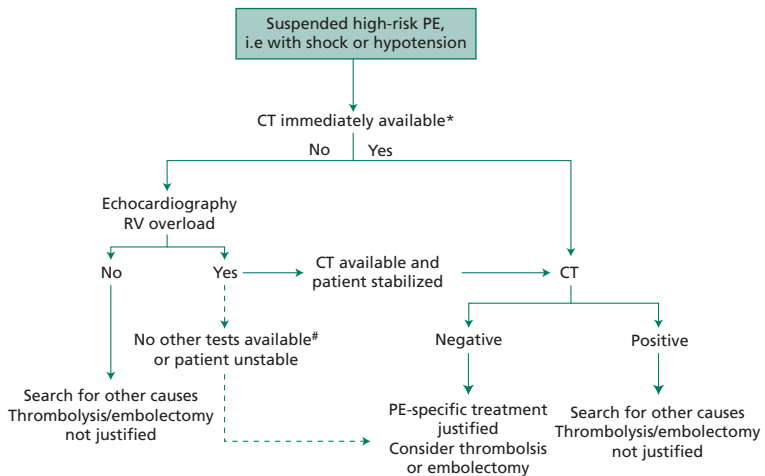 Suspended high-risk PE,
i.e with shock or hypotension
CT immediately available*
No Yes
Echocardiography
RV overload
No Yes
CT available and
patient stabilized
CT
No other tests available#
or patient unstable
Negative Positive
Search for other causes
Thrombolysis/embolectomy
not justified
PE-specific treatment
justified
Consider thrombolsis
or embolectomy
Search for other causes
Thrombolysis/embolectomy
not justified